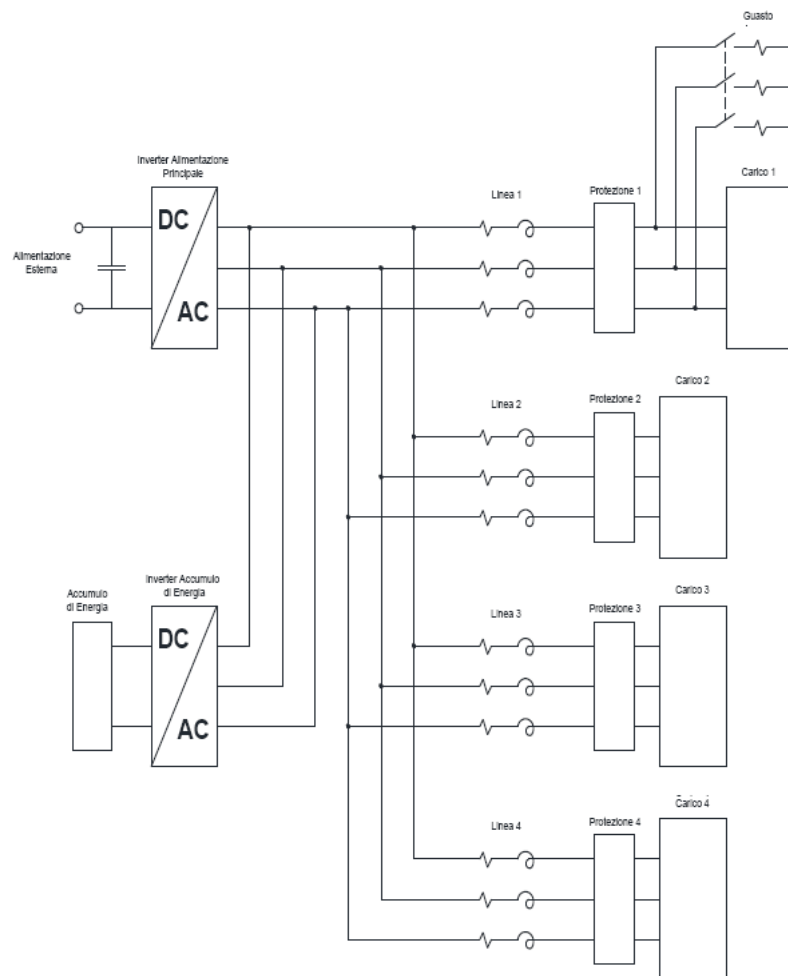 Guasto
Inverter Alimentazione
Principale
Linea 1
Protezione 1
Carico 1
DC
Alimentazione
Esterna
AC
Carico 2
Linea 2
Protezione 2
Inverter Accumulo
di Energia
Accumulo
di Energia
Linea 3
Protezione 3
Carico 3
DC
AC
Carico 4
Linea 4
Protezione 4